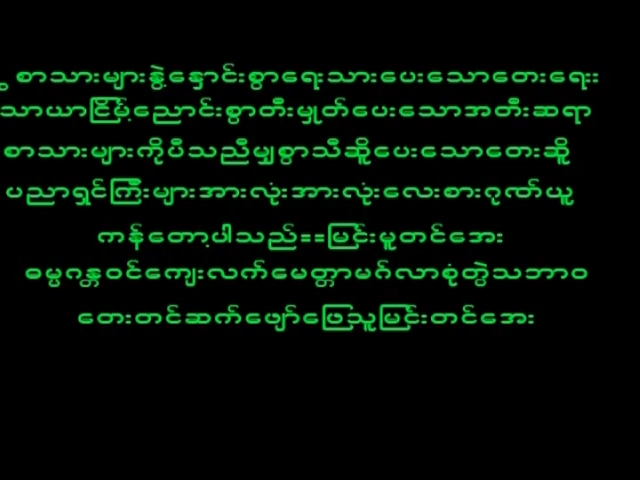 စာသားများနွဲ့နှောင်းစွာရေးသားပေးသောတေးရေး
သာယာငြိမ့်ညောင်းစွာတီးမှုတ်ပေးသောအတီးဆရာ
စာသားများကိုပီသညီမျှစွာသီဆိူပေးသောတေးဆိူ
ပညာရှင်ကြီးများအားလုံးအားလုံးလေးစားဂုဏ်ယူ
ကန်တော့ပါသည်==မြင်းမူတင်အေး
ဓမ္မဂန္တဝင်ကျေးလက်မေတ္တာမဂ်လာစုံတွဲသဘာဝ
တေးတင်ဆက်ဖျော်ဖြေသူမြင်းတင်အေး